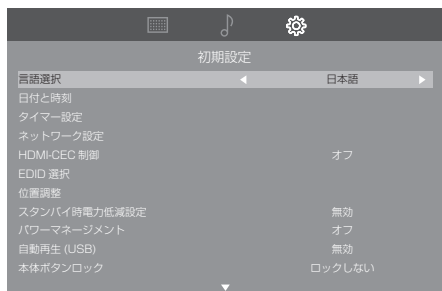 初期設定
言語選択 日本語
日付と時刻
タイマー設定
ネットワーク設定
HDMI-CEC 制御 オフ
EDID 選択
位置調整
スタンバイ時電力低減設定 無効
パワーマネージメント オフ
自動再生 (USB) 無効
本体ボタンロック ロックしない